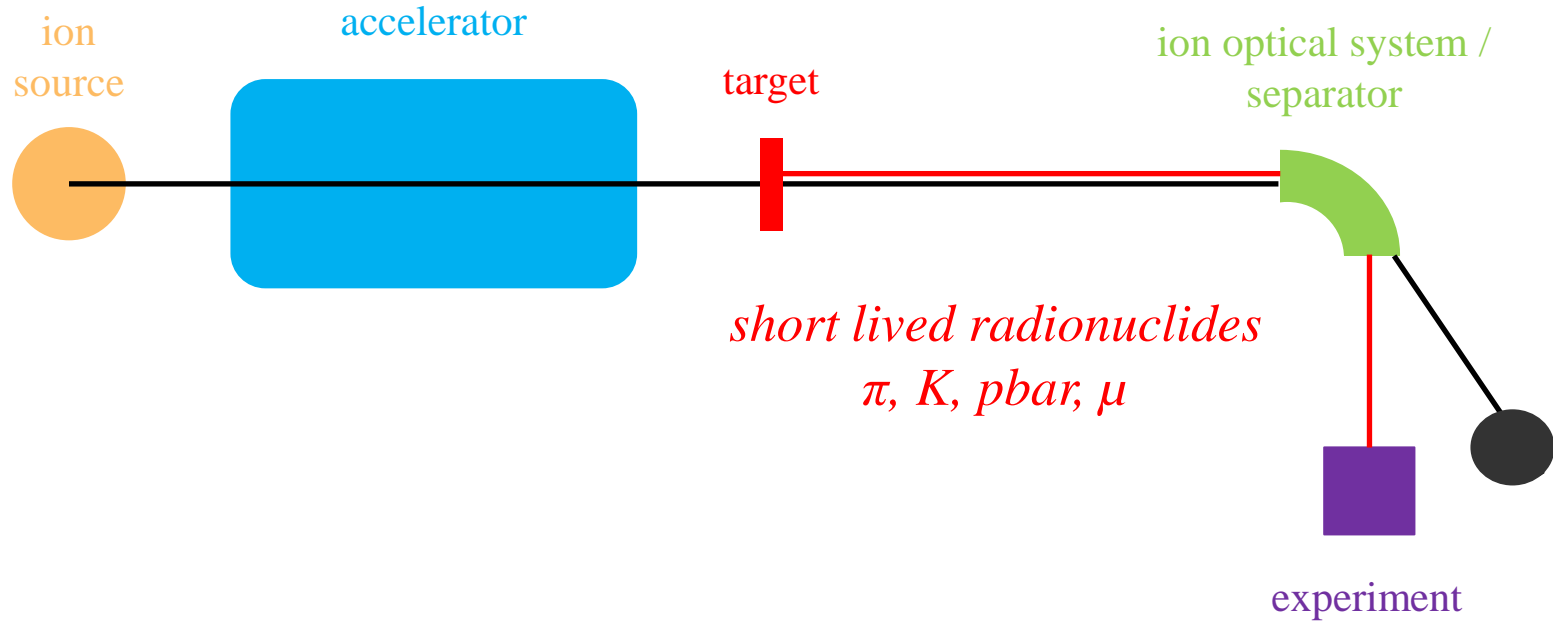 ion
source
accelerator
target
ion optical system /
separator
short lived radionuclides
π, K, pbar, μ
experiment